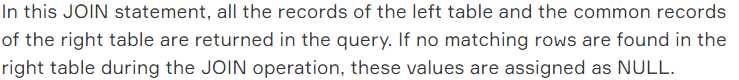 In this JOIN statement, all the records of the left table and the common records
of the right table are returned in the query. If no matching rows are found in the
right table during the JOIN operation, these values are assigned as NULL.